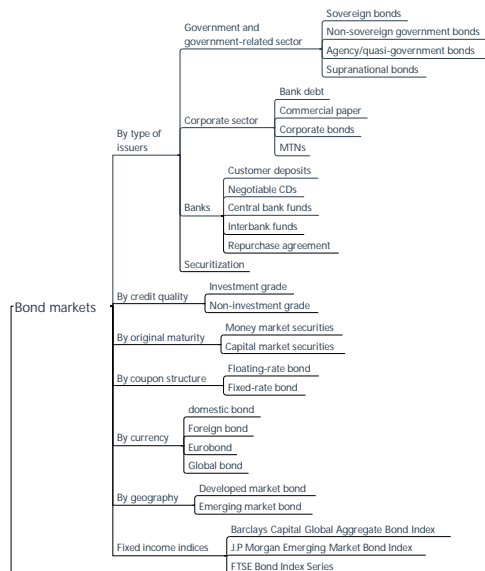 Bond markets
By type of
issuers
Government and
government-related sector
Sovereign bonds
Non-sovereign government bonds
Agency/quasi-government bonds
Supranational bonds
Corporate sector
Bank debt
Commercial paper
Corporate bonds
MTNs
Banks
Customer deposits
Negotiable CDs
Central bank funds
Interbank funds
Repurchase agreement
Securitization
By credit quality
Investment grade
Non-investment grade
By original maturity
Money market securities
Capital market securities
By coupon structure
Floating-rate bond
Fixed-rate bond
By currency
domestic bond
Foreign bond
Eurobond
Global bond
By geography
Developed market bond
Emerging market bond
Fixed income indices
Barclays Capital Global Aggregate Bond Index
J.P Morgan Emerging Market Bond Index
FTSE Bond Index Series